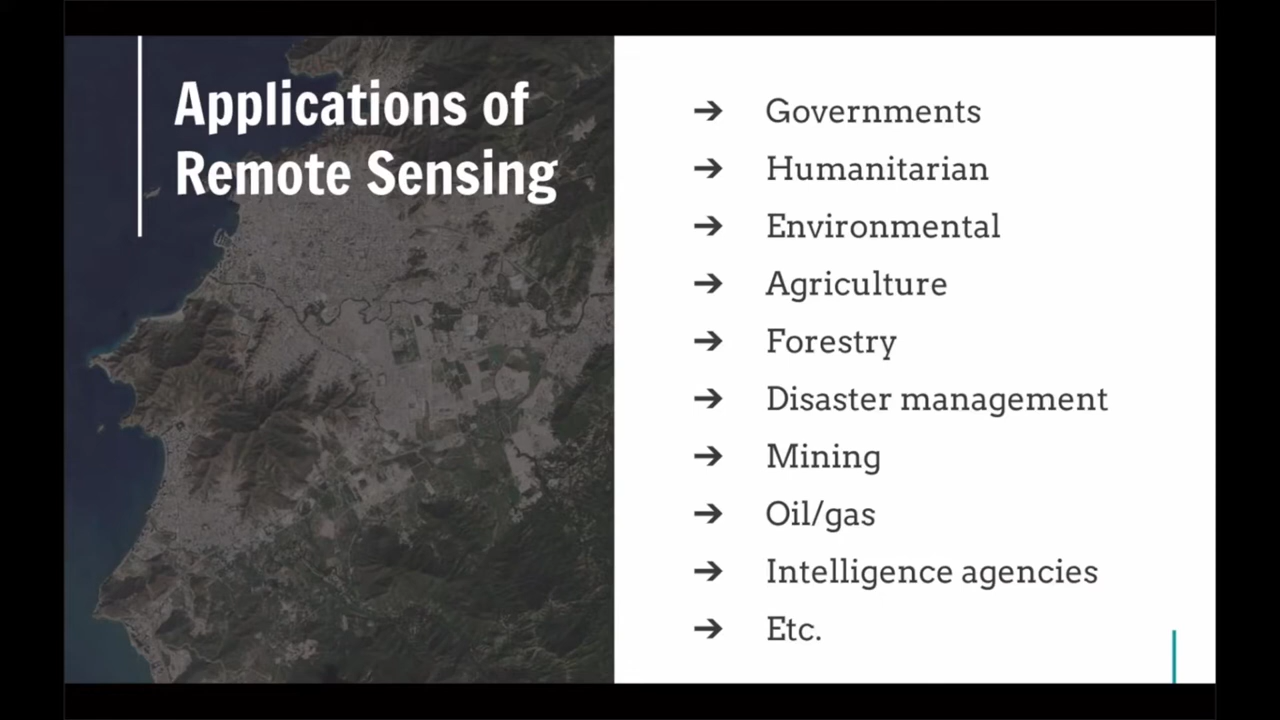 Applications of
Remote Sensing
➔ Governments
➔ Humanitarian
➔ Environmental
➔ Agriculture
➔ Forestry
➔ Disaster management
➔ Mining
➔ Oil/gas
➔ Intelligence agencies
➔ Etc.